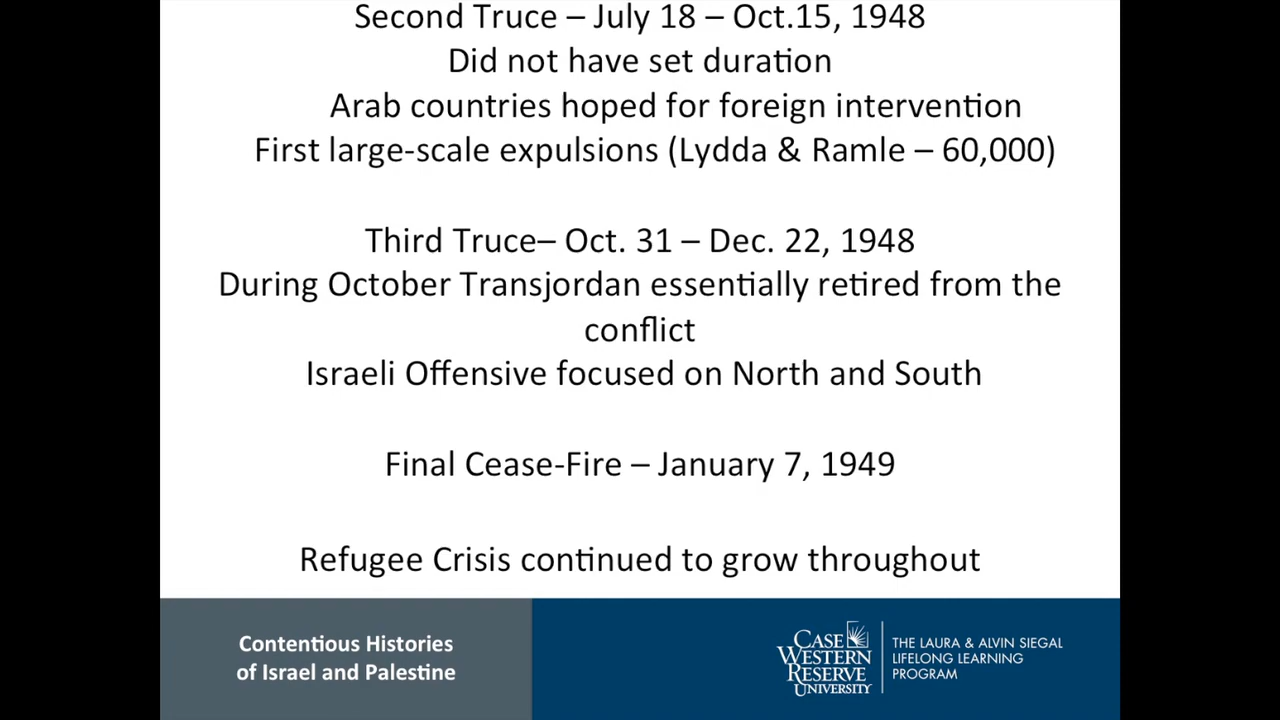 Second Truce – July 18 – Oct.15, 1948
Did not have set duration
Arab countries hoped for foreign intervention
First large-scale expulsions (Lydda & Ramle – 60,000)
Third Truce– Oct. 31 – Dec. 22, 1948
During October Transjordan essentially retired from the
conflict
Israeli Offensive focused on North and South
Final Cease-Fire – January 7, 1949
Refugee Crisis continued to grow throughout
Contentious Histories
of Israel and Palestine
CASE
WESTERN
RESERVE
UNIVERSITY
THE LAURA & ALVIN SIEGAL
LIFELONG LEARNING
PROGRAM